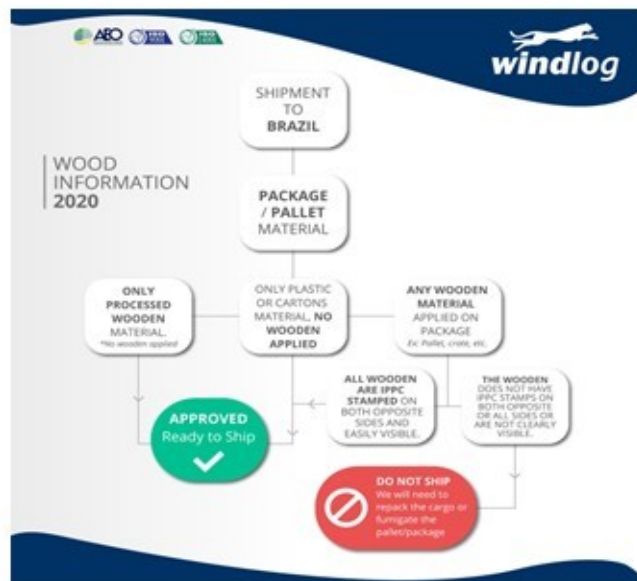 AEO
windlog
SHIPMENT
TO
BRAZIL
WOOD
INFORMATION
2020
PACKAGE
/ PALLET
MATERIAL
ONLY
PROCESSED
WOODEN
MATERIAL.
*No wooden applied
ONLY PLASTIC
OR CARTONS
MATERIAL, NO
WOODEN
APPLIED
ANY WOODEN
MATERIAL
APPLIED ON
PACKAGE
Ex: Pallet, crate, etc.
ALL WOODEN
ARE IPPC
STAMPED ON
BOTH OPPOSITE
SIDES AND
EASILY VISIBLE.
THE WOODEN
DOES NOT HAVE
IPPC STAMPS ON
BOTH OPPOSITE
OR ALL SIDES OR
ARE NOT CLEARLY
VISIBLE.
APPROVED
Ready to Ship
DO NOT SHIP
We will need to
repack the cargo or
fumigate the
pallet/package